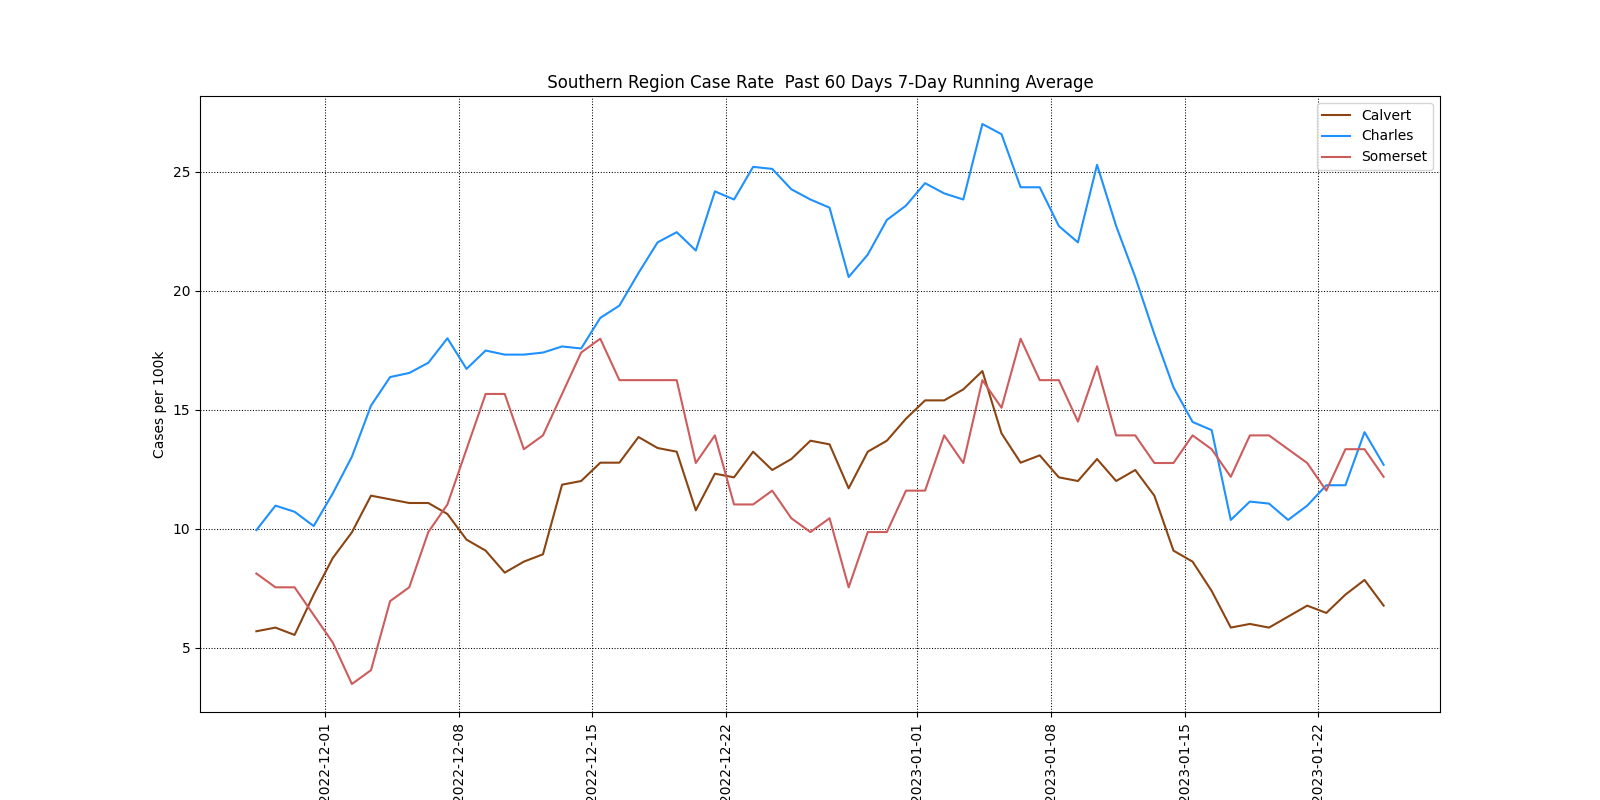 Southern Region Case Rate  Past 60 Days 7-Day Running Average
Calvert
Charles
Somerset
Cases per 100k
25
20
15
10
5
2022-12-01
2022-12-08
2022-12-15
2022-12-22
2023-01-01
2023-01-08
2023-01-15
2023-01-22